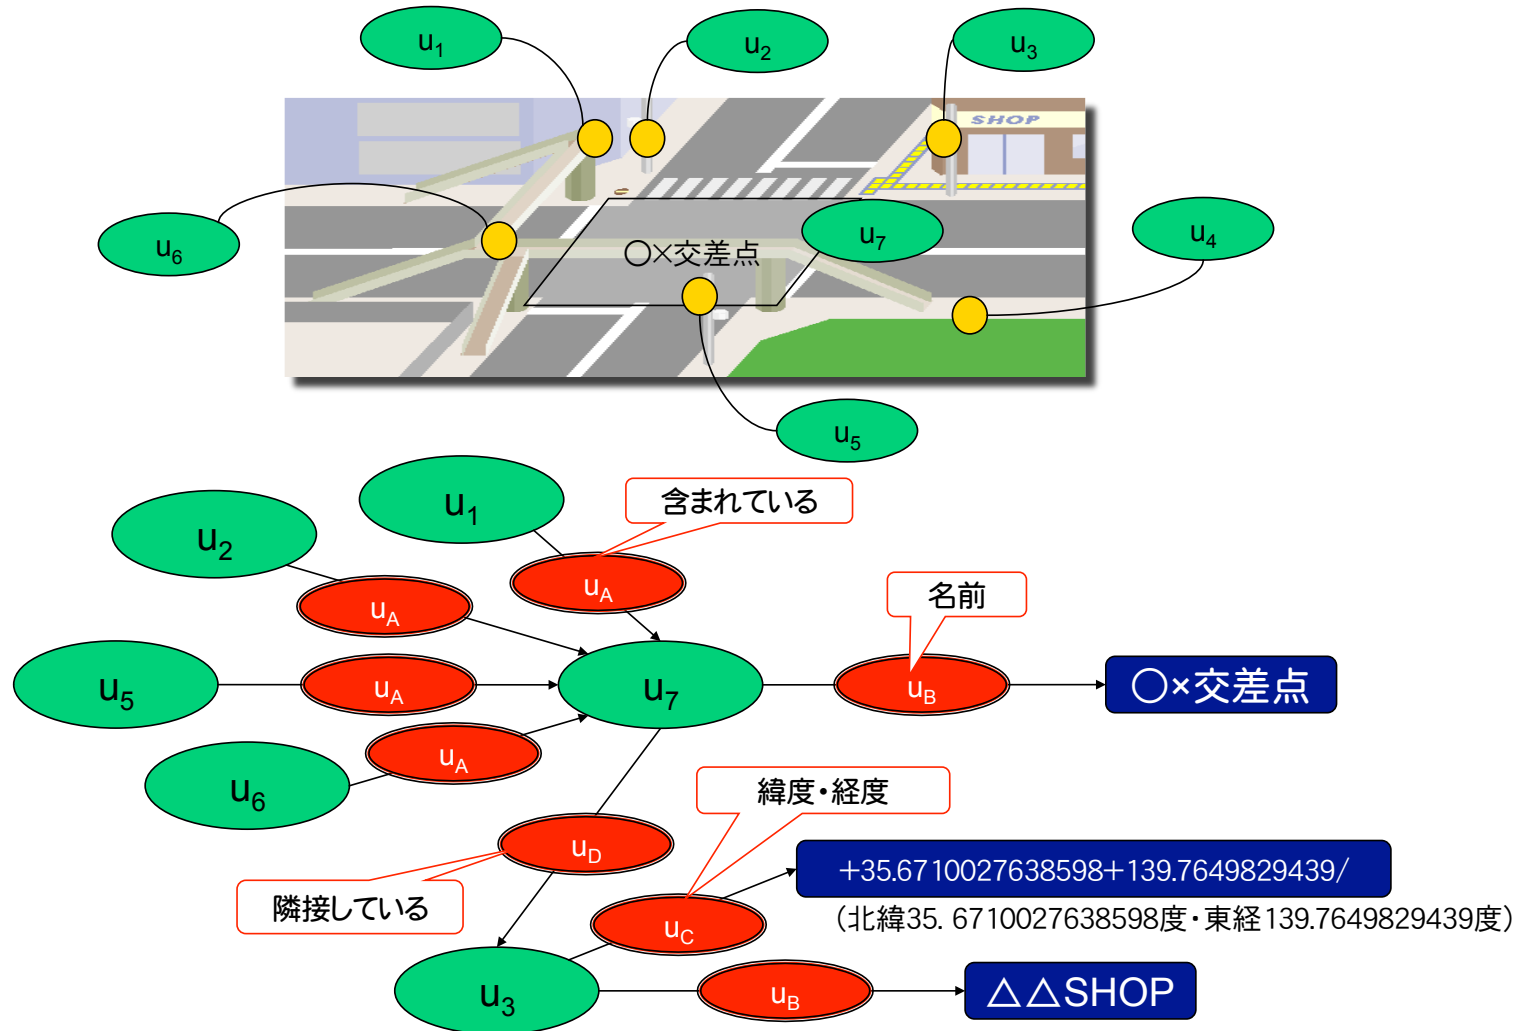 u1
u2
u3
SHOP
u6
u7
u4
○×交差点
u5
u1
含まれている
u2
uA
uA
名前
u5
uA
u7
uB
○×交差点
uA
u6
緯度・経度
uD
+35.6710027638598+139.7649829439/
隣接している
(北緯35. 6710027638598度・東経139.7649829439度)
uC
u3
uB
△△SHOP